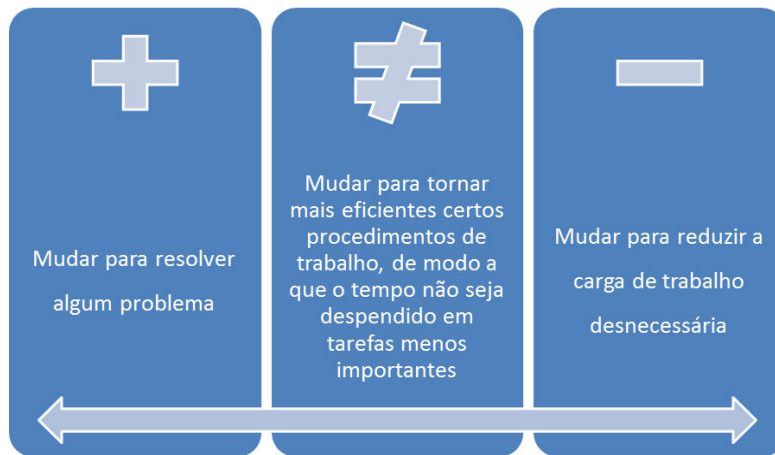 Mudar para resolver
algum problema
Mudar para tornar
mais eficientes certos
procedimentos de
trabalho, de modo a
que o tempo não seja
despendido em
tarefas menos
importantes
Mudar para reduzir a
carga de trabalho
desnecessária